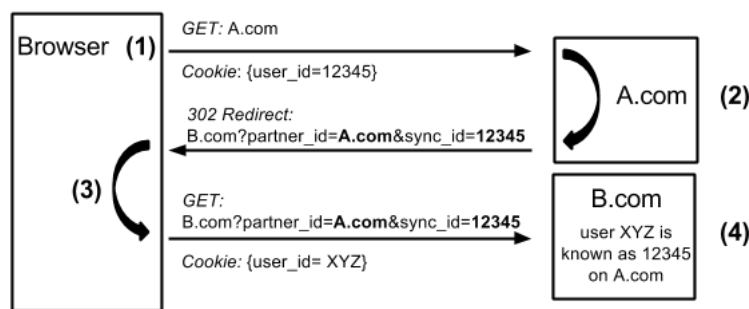 Browser (1)
GET: A.com
Cookie: {user_id=12345}
A.com
(2)
302 Redirect:
B.com?partner_id=A.com&sync_id=12345
(3)
GET:
B.com?partner_id=A.com&sync_id=12345
Cookie: {user_id= XYZ}
B.com
user XYZ is
known as 12345
on A.com
(4)